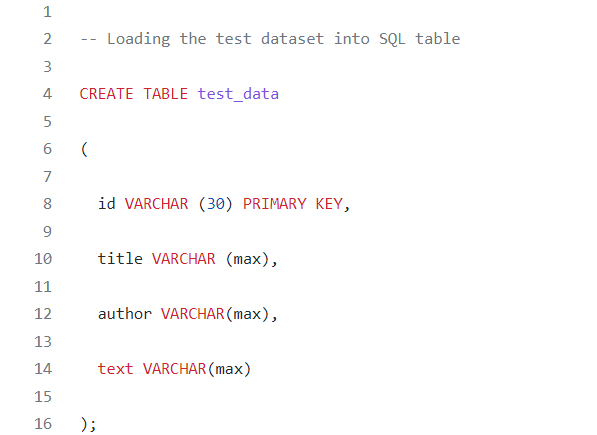 1
2 -- Loading the test dataset into SQL table
3
4 CREATE TABLE test_data
5
6 (
7
8 id VARCHAR (30) PRIMARY KEY,
9
10 title VARCHAR (max),
11
12 author VARCHAR(max),
13
14 text VARCHAR(max)
15
16 );